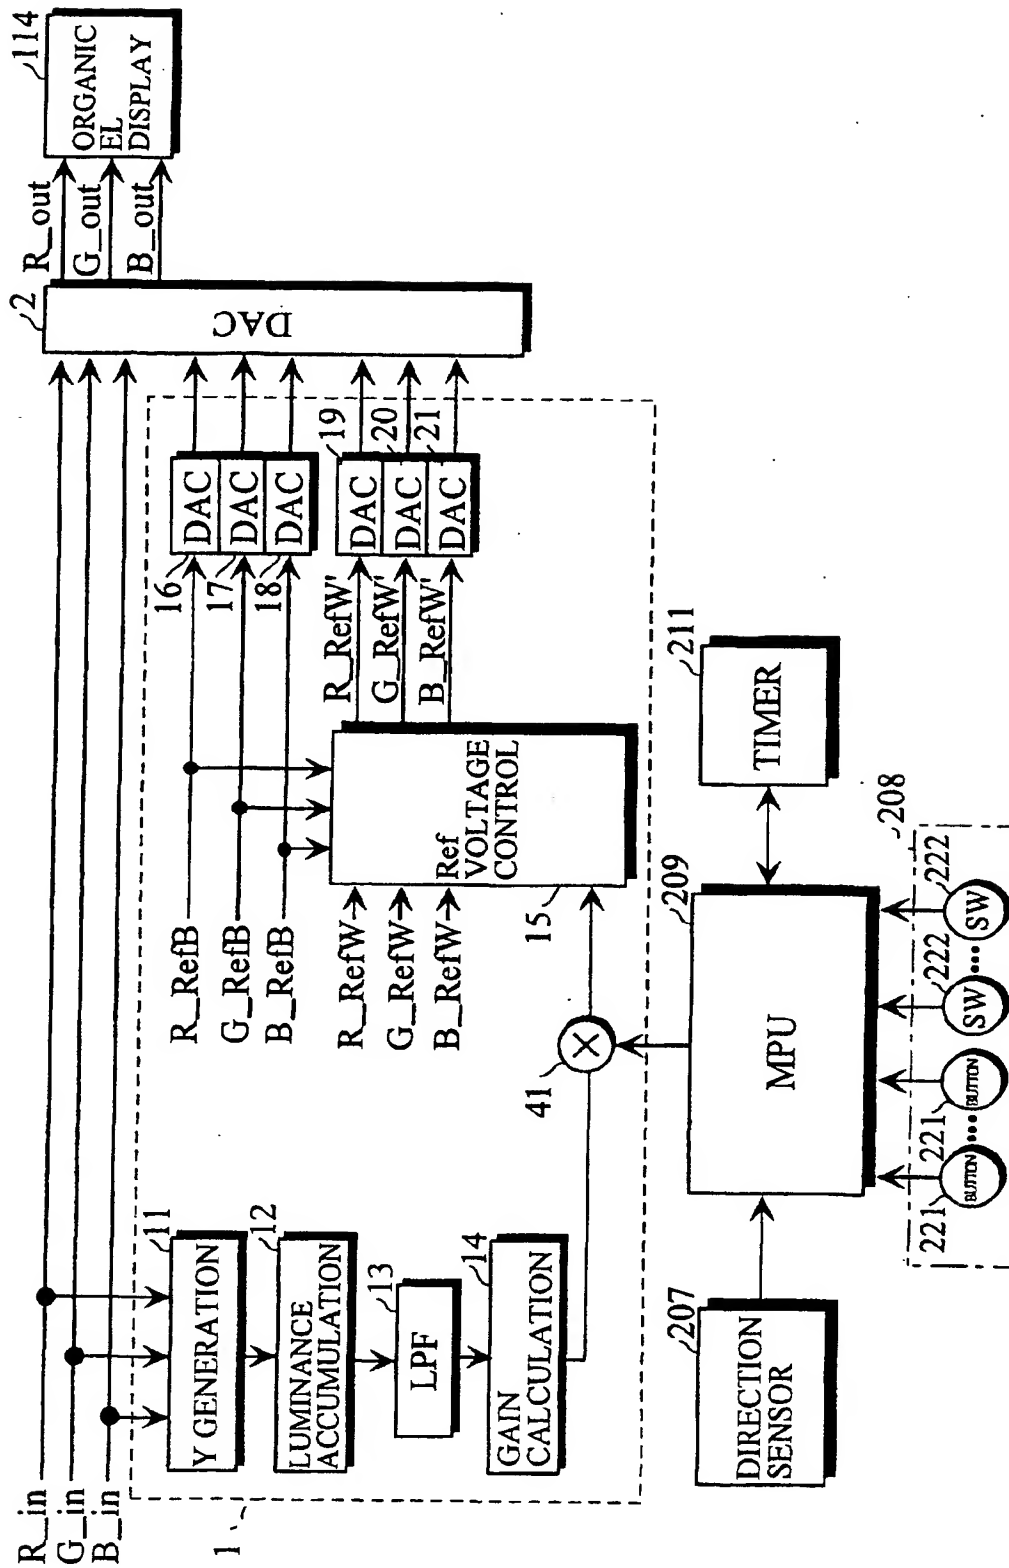 R_in
G_in
B_in
1
11
Y GENERATION
12
LUMINANCE
ACCUMULATION
13
LPF
14
GAIN
CALCULATION
41
×
R_RefB
G_RefB
B_RefB
R_RefW
G_RefW
B_RefW
15
Ref
VOLTAGE
CONTROL
R_RefW'
G_RefW'
B_RefW'
16
DAC
17
DAC
18
DAC
19
DAC
20
DAC
21
DAC
2
DAC
R_out
G_out
B_out
114
ORGANIC
EL
DISPLAY
207
DIRECTION
SENSOR
209
MPU
211
TIMER
208
221
BUTTON
221
BUTTON
222
SW
222
SW